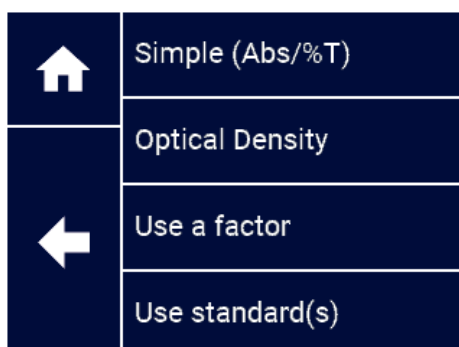 Simple (Abs/%T)
Optical Density
Use a factor
Use standard(s)